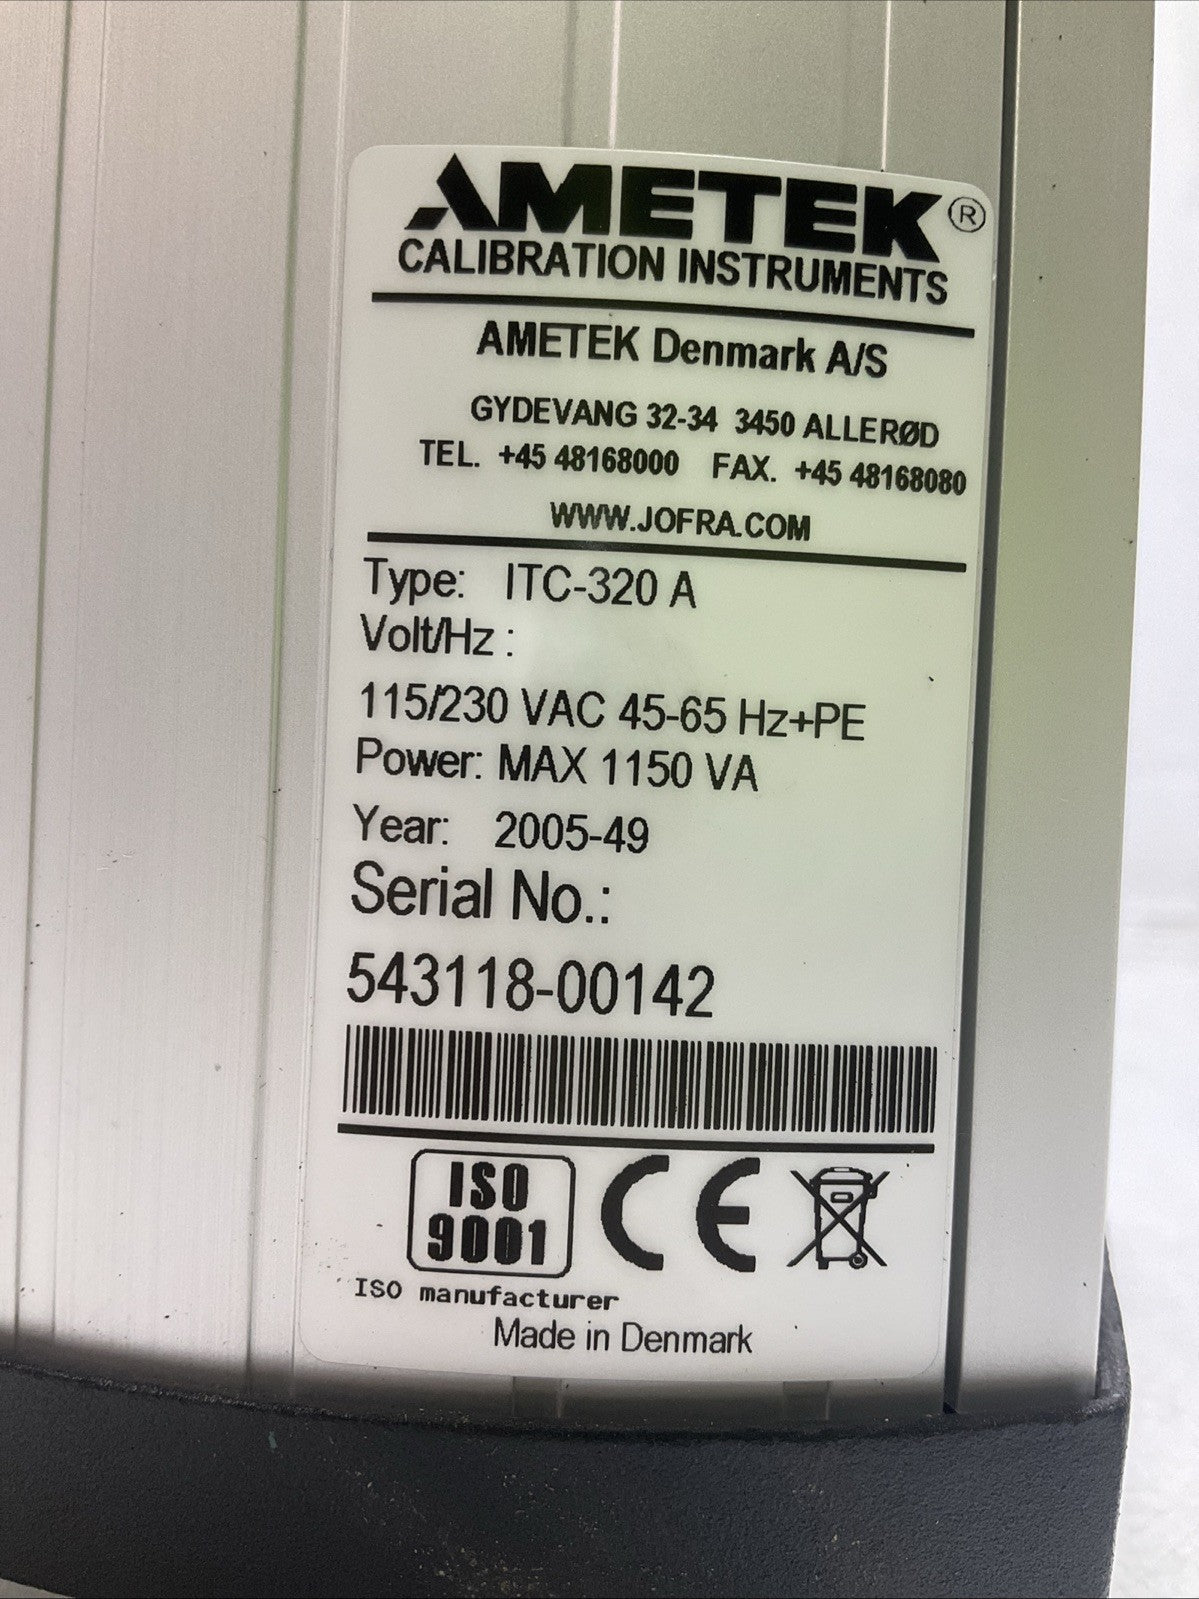 AMETEK®
CALIBRATION INSTRUMENTS
AMETEK Denmark A/S
GYDEVANG 32-34 3450 ALLERØD
TEL. +45 48168000 FAX. +45 48168080
WWW.JOFRA.COM
Type: ITC-320 A
Volt/Hz :
115/230 VAC 45-65 Hz+PE
Power: MAX 1150 VA
Year: 2005-49
Serial No.:
543118-00142
ISO
9001
CE
ISO manufacturer
Made in Denmark